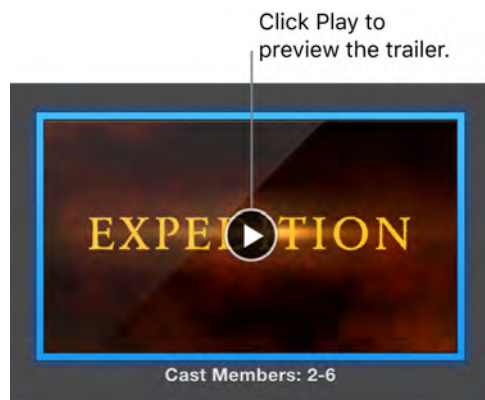 Click Play to
preview the trailer.
EXPEDITION
Cast Members: 2-6